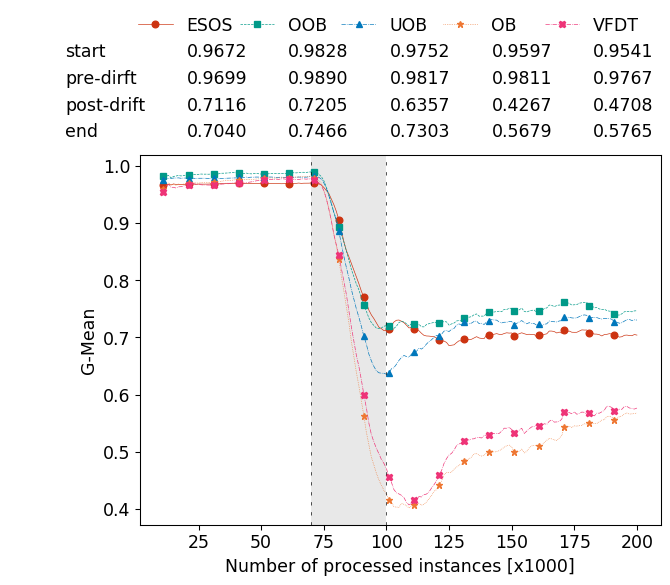 ESOS OOB UOB OB VFDT
start 0.9672 0.9828 0.9752 0.9597 0.9541
pre-dirft 0.9699 0.9890 0.9817 0.9811 0.9767
post-drift 0.7116 0.7205 0.6357 0.4267 0.4708
end 0.7040 0.7466 0.7303 0.5679 0.5765
1.0
0.9
0.8
0.7
0.6
0.5
0.4
G-Mean
25 50 75 100 125 150 175 200
Number of processed instances [x1000]